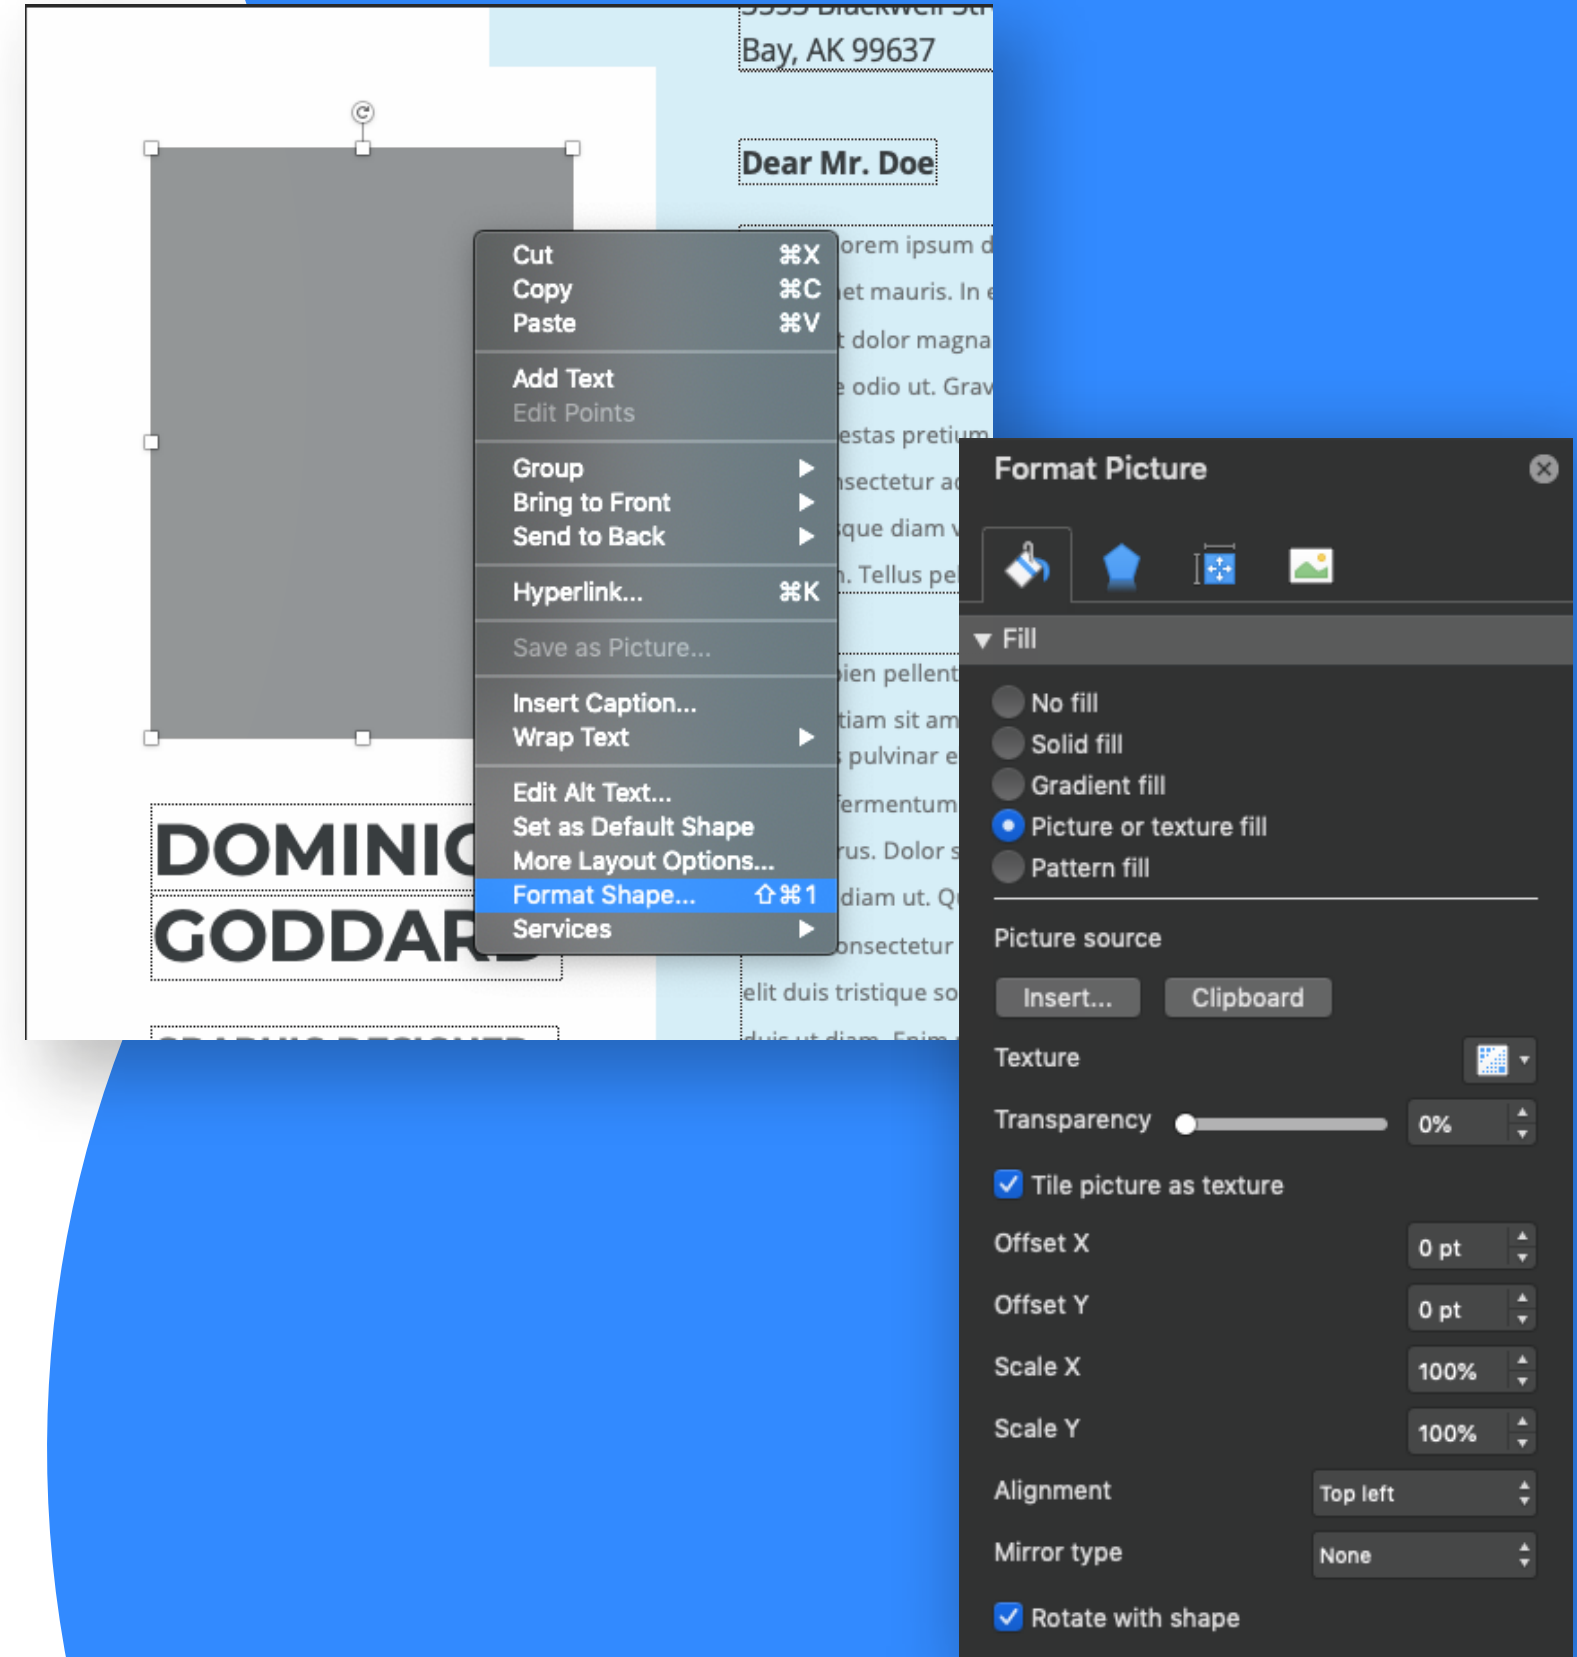 Bay, AK 99637
Dear Mr. Doe
Cut ⌘X
Copy ⌘C
Paste ⌘V
Add Text
Edit Points
Group
Bring to Front
Send to Back
Hyperlink... ⌘K
Save as Picture...
Insert Caption...
Wrap Text
Edit Alt Text...
Set as Default Shape
More Layout Options...
Format Shape... ⇧⌘1
Services
orem ipsum d
et mauris. In e
t dolor magna
e odio ut. Grav
estas pretium
nsectetur ac
sque diam v
n. Tellus pel
pien pellent
tiam sit am
s pulvinar e
fermentum
rus. Dolor s
diam ut. Q
onsectetur
elit duis tristique so
DOMINIC
GODDARD
GRAPHIC DESIGNER
Format Picture
Fill
No fill
Solid fill
Gradient fill
Picture or texture fill
Pattern fill
Picture source
Insert... Clipboard
Texture
Transparency 0%
Tile picture as texture
Offset X 0 pt
Offset Y 0 pt
Scale X 100%
Scale Y 100%
Alignment Top left
Mirror type None
Rotate with shape